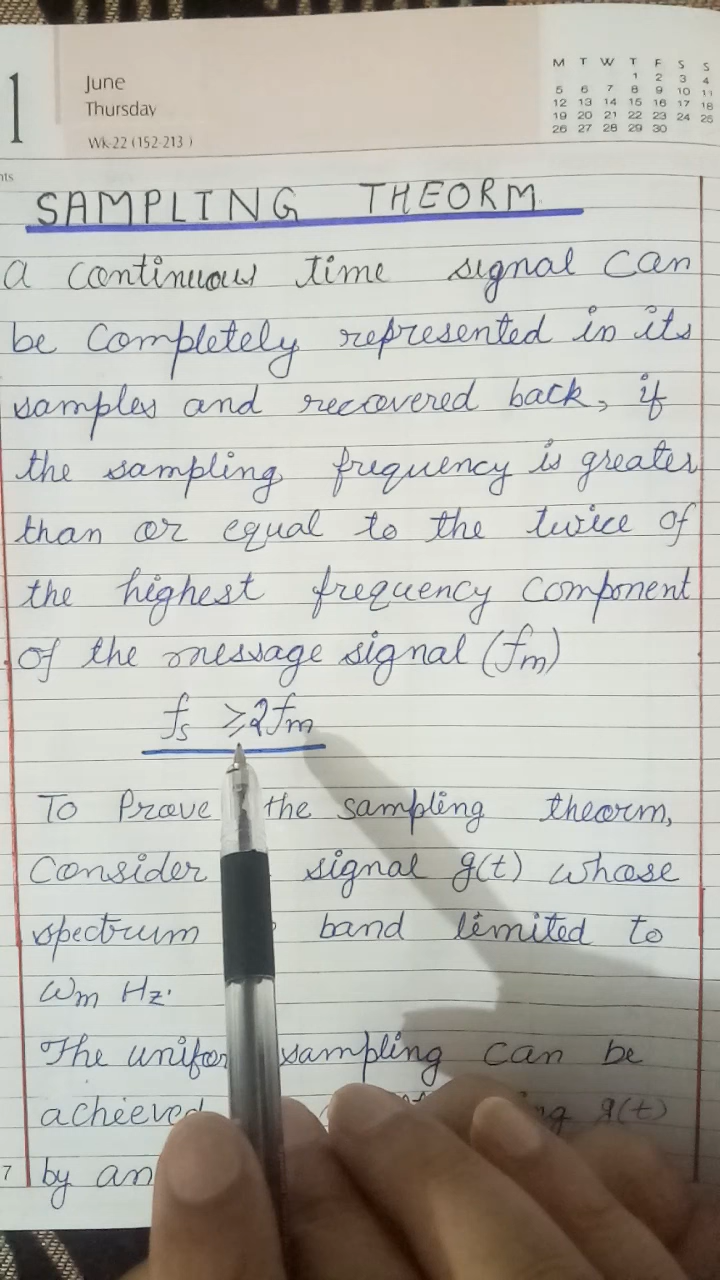 1
June
Thursday
Wk-22 (152-213)
M T W T F S S
1 2 3 4
5 6 7 8 9 10 11
12 13 14 15 16 17 18
19 20 21 22 23 24 25
26 27 28 29 30
nts
SAMPLING THEORM
a continuous time signal can
be completely represented in its
samples and recovered back, if
the sampling frequency is greater
than or equal to the twice of
the highest frequency component
of the message signal (fm)
fs ≥2fm
To Prove the sampling theorm,
Consider signal g(t) whose
spectrum band limited to
Wm Hz.
The unifor sampling can be
achieved g(t)
7 by an